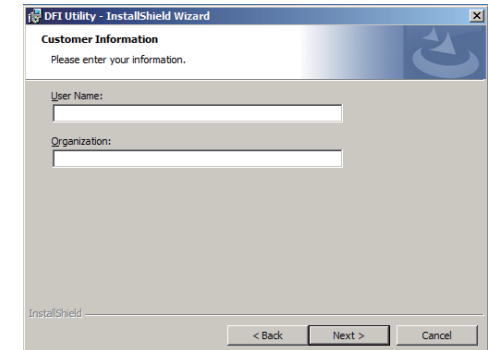 DFI Utility - InstallShield Wizard
Customer Information
Please enter your information.
User Name:
Organization:
InstallShield
< Back Next > Cancel